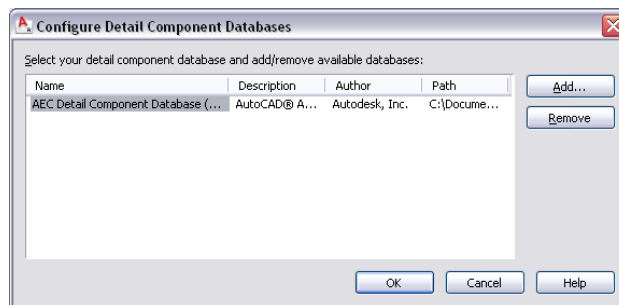 Configure Detail Component Databases
Select your detail component database and add/remove available databases:
Name Description Author Path
AEC Detail Component Database (... AutoCAD® A... Autodesk, Inc. C:\Docume...
Add...
Remove
OK Cancel Help